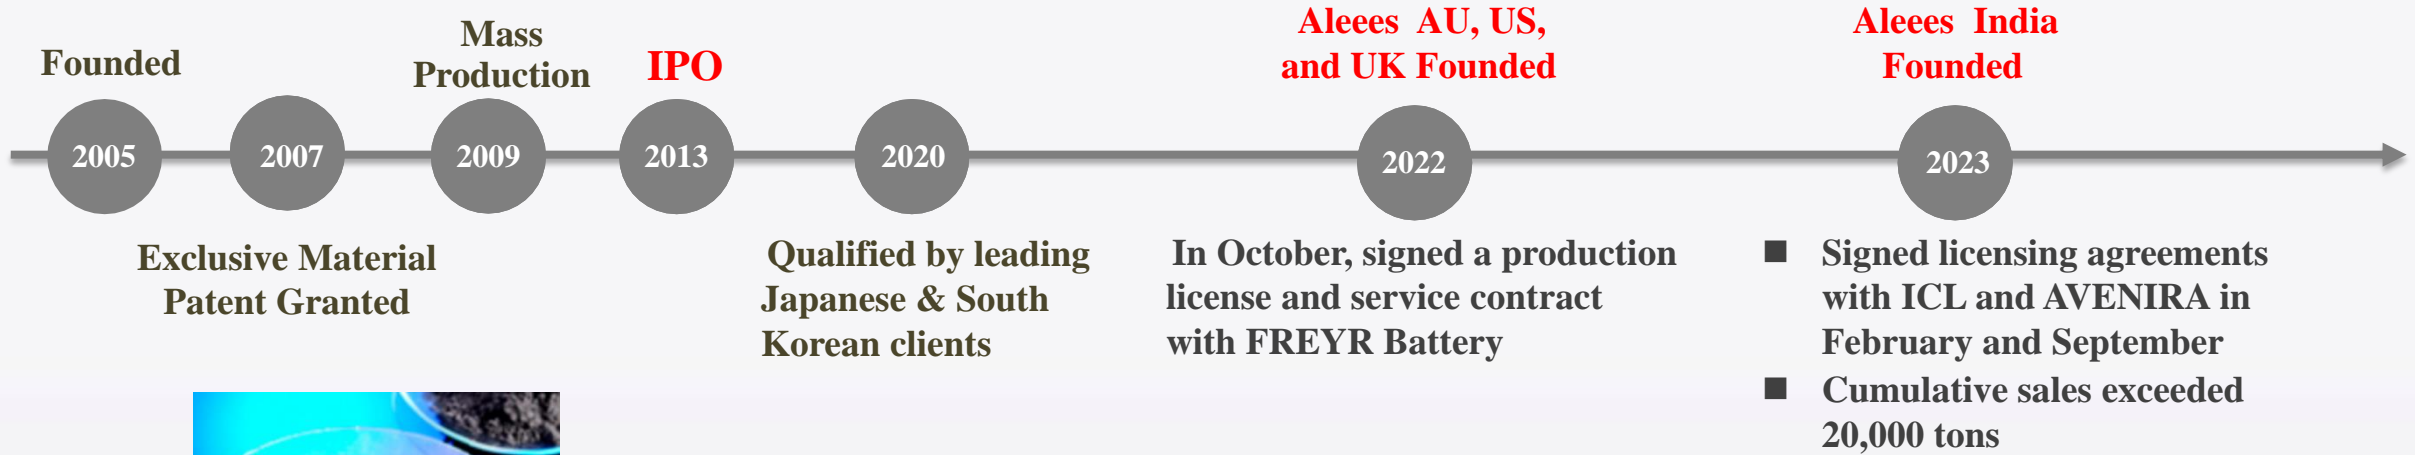 Founded
Mass
Production
IPO
Aleees AU, US,
and UK Founded
Aleees India
Founded
2005
2007
2009
2013
2020
2022
2023
Exclusive Material
Patent Granted
Qualified by leading
Japanese & South
Korean clients
In October, signed a production
license and service contract
with FREYR Battery
■ Signed licensing agreements
with ICL and AVENIRA in
February and September
■ Cumulative sales exceeded
20,000 tons